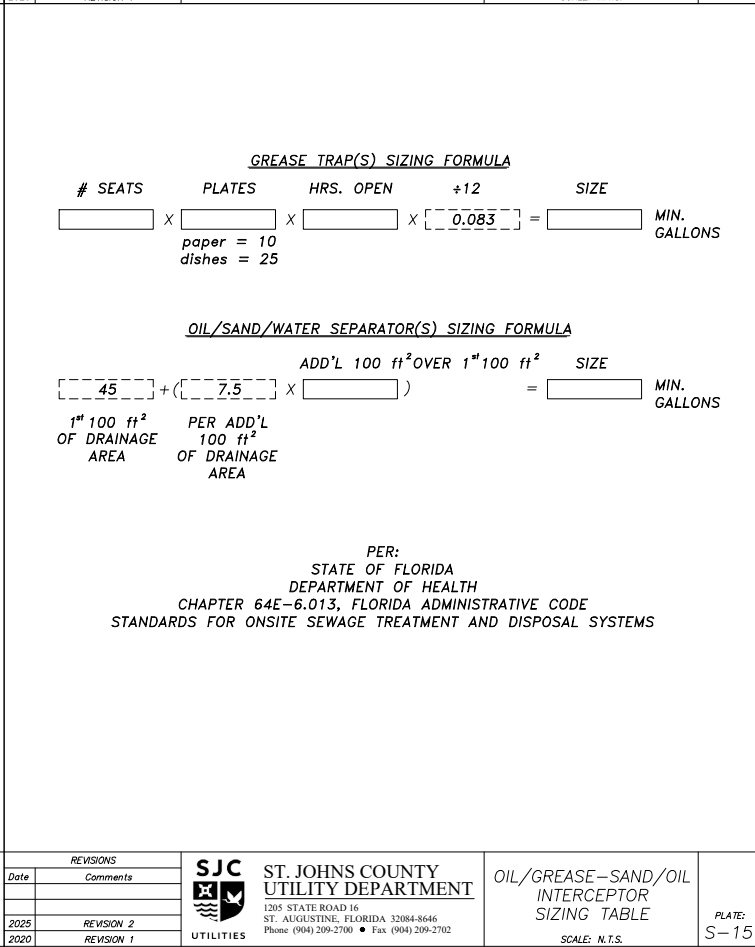 GREASE TRAP(S) SIZING FORMULA
# SEATS PLATES HRS. OPEN ÷12 SIZE
X X X 0.083 = MIN. GALLONS
paper = 10
dishes = 25
OIL/SAND/WATER SEPARATOR(S) SIZING FORMULA
ADD'L 100 ft² OVER 1ˢᵗ 100 ft² SIZE
45 + ( 7.5 X ) = MIN. GALLONS
1ˢᵗ 100 ft²
OF DRAINAGE
AREA
PER ADD'L
100 ft²
OF DRAINAGE
AREA
PER:
STATE OF FLORIDA
DEPARTMENT OF HEALTH
CHAPTER 64E-6.013, FLORIDA ADMINISTRATIVE CODE
STANDARDS FOR ONSITE SEWAGE TREATMENT AND DISPOSAL SYSTEMS
REVISIONS
Date Comments
2025 REVISION 2
2020 REVISION 1
SJC
UTILITIES
ST. JOHNS COUNTY
UTILITY DEPARTMENT
1205 STATE ROAD 16
ST. AUGUSTINE, FLORIDA 32084-8646
Phone (904) 209-2700 ● Fax (904) 209-2702
OIL/GREASE-SAND/OIL
INTERCEPTOR
SIZING TABLE
SCALE: N.T.S.
PLATE:
S-15